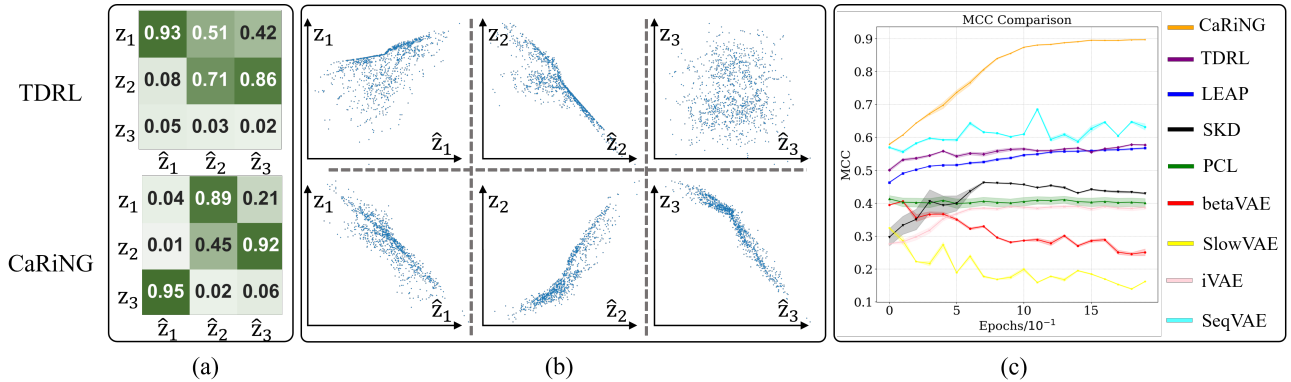 TDRL
z1 0.93 0.51 0.42
z2 0.08 0.71 0.86
z3 0.05 0.03 0.02
ẑ1 ẑ2 ẑ3
CaRiNG
z1 0.04 0.89 0.21
z2 0.01 0.45 0.92
z3 0.95 0.02 0.06
ẑ1 ẑ2 ẑ3
(a)
z1 ẑ1
z2 ẑ2
z3 ẑ3
z1 ẑ1
z2 ẑ2
z3 ẑ3
(b)
MCC Comparison
MCC
0.9
0.8
0.7
0.6
0.5
0.4
0.3
0.2
0.1
0 5 10 15
Epochs/10⁻¹
CaRiNG
TDRL
LEAP
SKD
PCL
betaVAE
SlowVAE
iVAE
SeqVAE
(c)